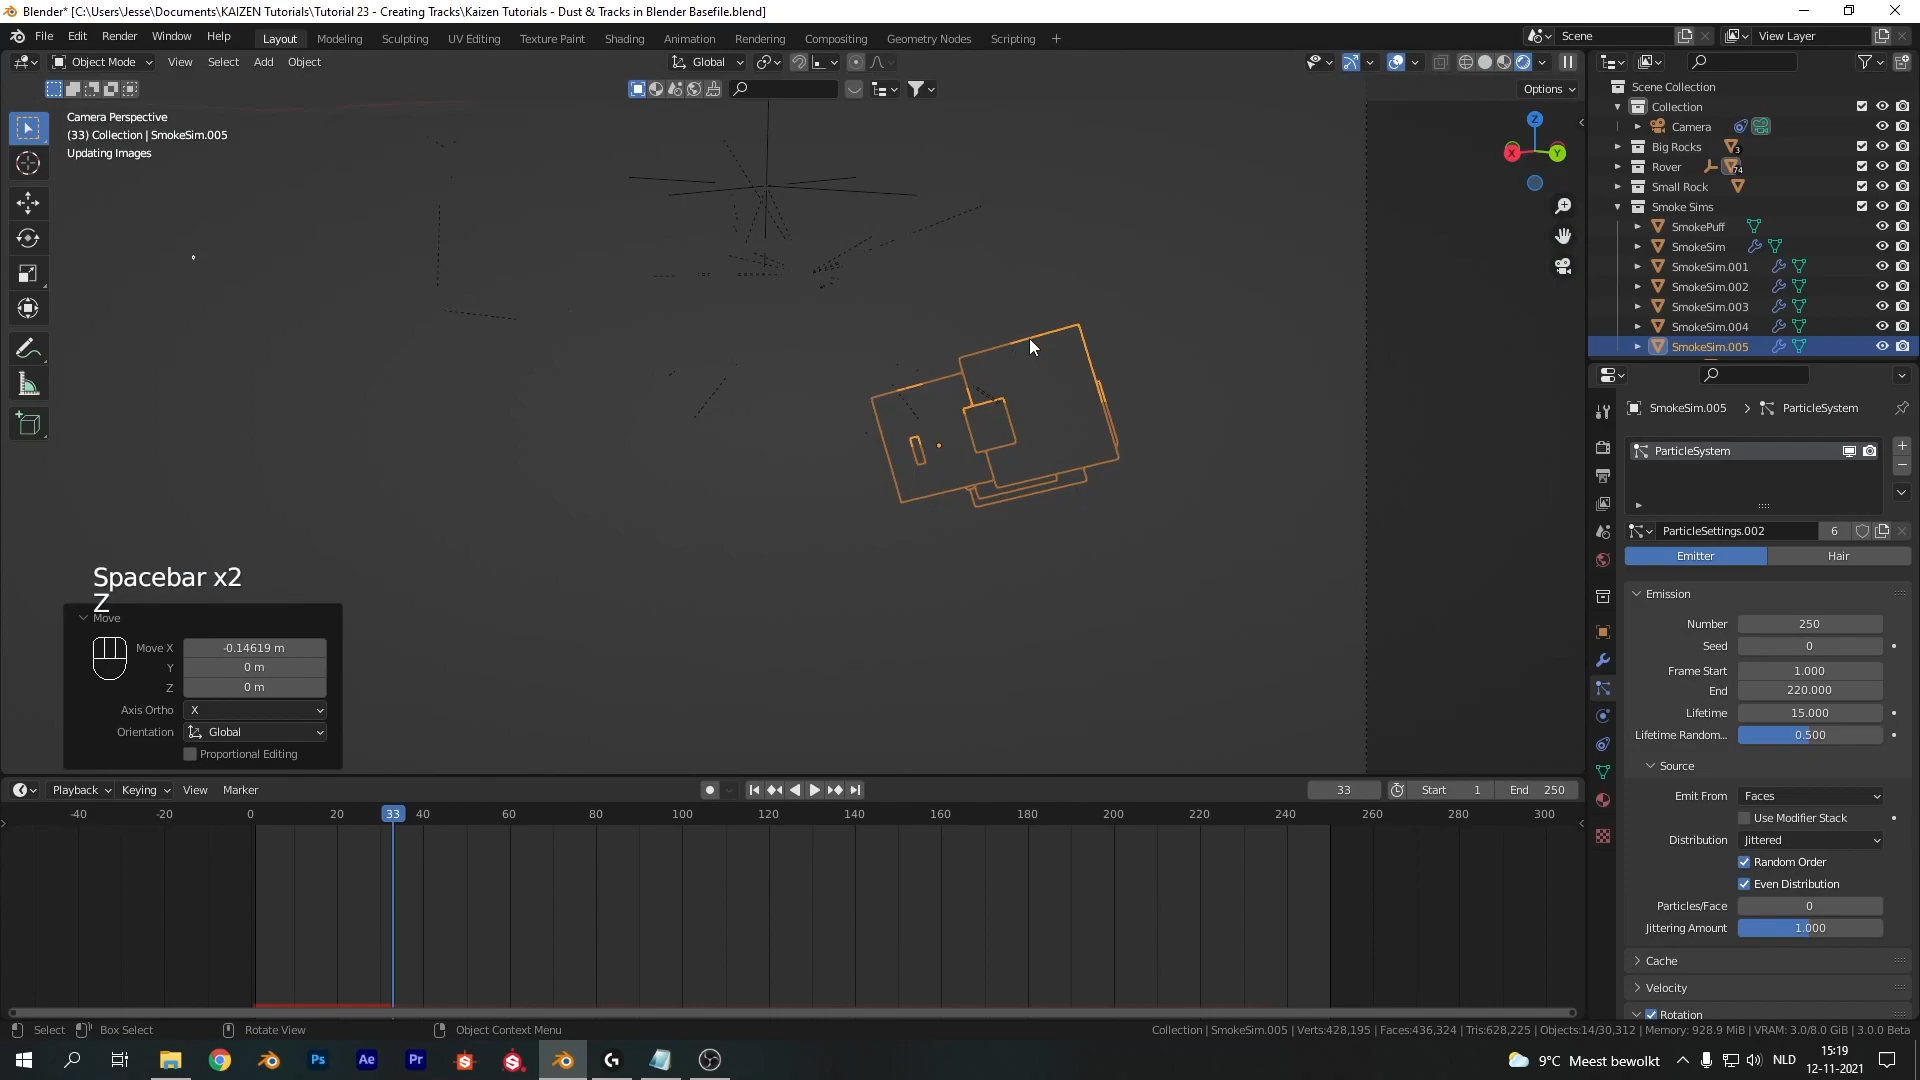 Blender* [C:\Users\Jesse\Documents\KAIZEN Tutorials\Tutorial 23 - Creating Tracks\Kaizen Tutorials - Dust & Tracks in Blender Basefile.blend]
File Edit Render Window Help Layout Modeling Sculpting UV Editing Texture Paint Shading Animation Rendering Compositing Geometry Nodes Scripting + Scene View Layer
Object Mode View Select Add Object Global
Options
Camera Perspective
(33) Collection | SmokeSim.005
Updating Images
Z
X
Y
Spacebar x2
Z
Move
Move X -0.14619 m
Y 0 m
Z 0 m
Axis Ortho X
Orientation Global
Proportional Editing
Scene Collection
Collection
Camera
Big Rocks 3
Rover 74
Small Rock
Smoke Sims
SmokePuff
SmokeSim
SmokeSim.001
SmokeSim.002
SmokeSim.003
SmokeSim.004
SmokeSim.005
SmokeSim.005 > ParticleSystem
ParticleSystem
ParticleSettings.002 6
Emitter Hair
Emission
Number 250
Seed 0
Frame Start 1.000
End 220.000
Lifetime 15.000
Lifetime Random... 0.500
Source
Emit From Faces
Use Modifier Stack
Distribution Jittered
Random Order
Even Distribution
Particles/Face 0
Jittering Amount 1.000
Cache
Velocity
Rotation
Playback Keying View Marker 33 Start 1 End 250
-40 -20 0 20 33 40 60 80 100 120 140 160 180 200 220 240 260 280 300
Select Box Select Rotate View Object Context Menu Collection | SmokeSim.005 | Verts:428,195 | Faces:436,324 | Tris:628,225 | Objects:14/30,312 | Memory: 928.9 MiB | VRAM: 3.0/8.0 GiB | 3.0.0 Beta
Ps Ae Pr 9°C Meest bewolkt NLD 15:19
12-11-2021